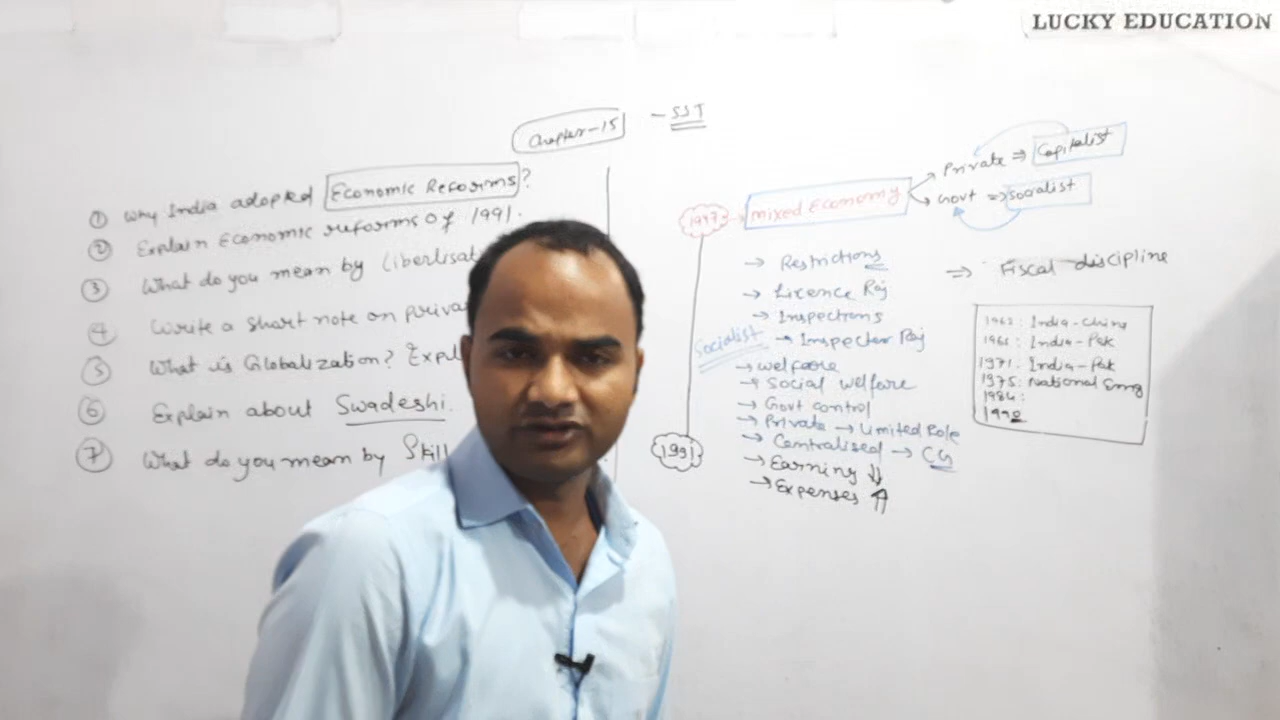 LUCKY EDUCATION
Chapter-15 - SST
① Why India adopted Economic Reforms?
② Explain Economic reforms of 1991.
③ What do you mean by Liberlisat
④ Write a short note on priva
⑤ What is Globalization? Expl
⑥ Explain about Swadeshi.
⑦ What do you mean by Skill
1947 → mixed Economy
Private ⇒ Capitalist
Govt ⇒ Socialist
→ Restrictions
→ Licence Raj
→ Inspections
Socialist
→ Inspector Raj
→ welfare
→ Social welfare
→ Govt control
→ Private → Limited Role
→ Centralised → CG
→ Earning ↓
→ Expenses ↑
1991
⇒ Fiscal discipline
1962: India-China
1965: India-Pak
1971: India-Pak
1975: National Emg
1984:
1990